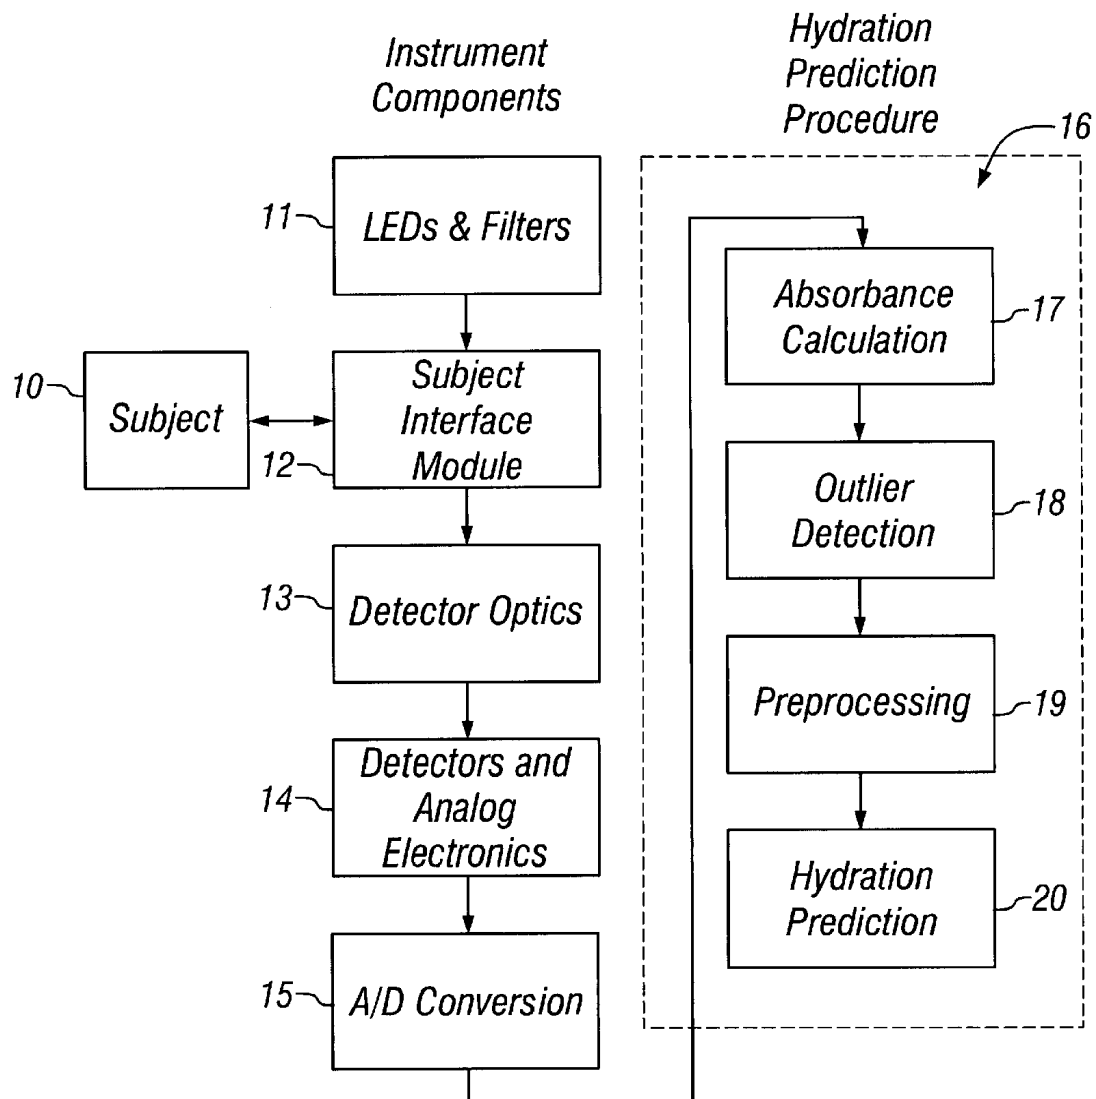 Instrument
Components
11
LEDs & Filters
10
Subject
Subject
Interface
Module
12
13
Detector Optics
14
Detectors and
Analog
Electronics
15
A/D Conversion
Hydration
Prediction
Procedure
16
Absorbance
Calculation
17
Outlier
Detection
18
Preprocessing
19
Hydration
Prediction
20